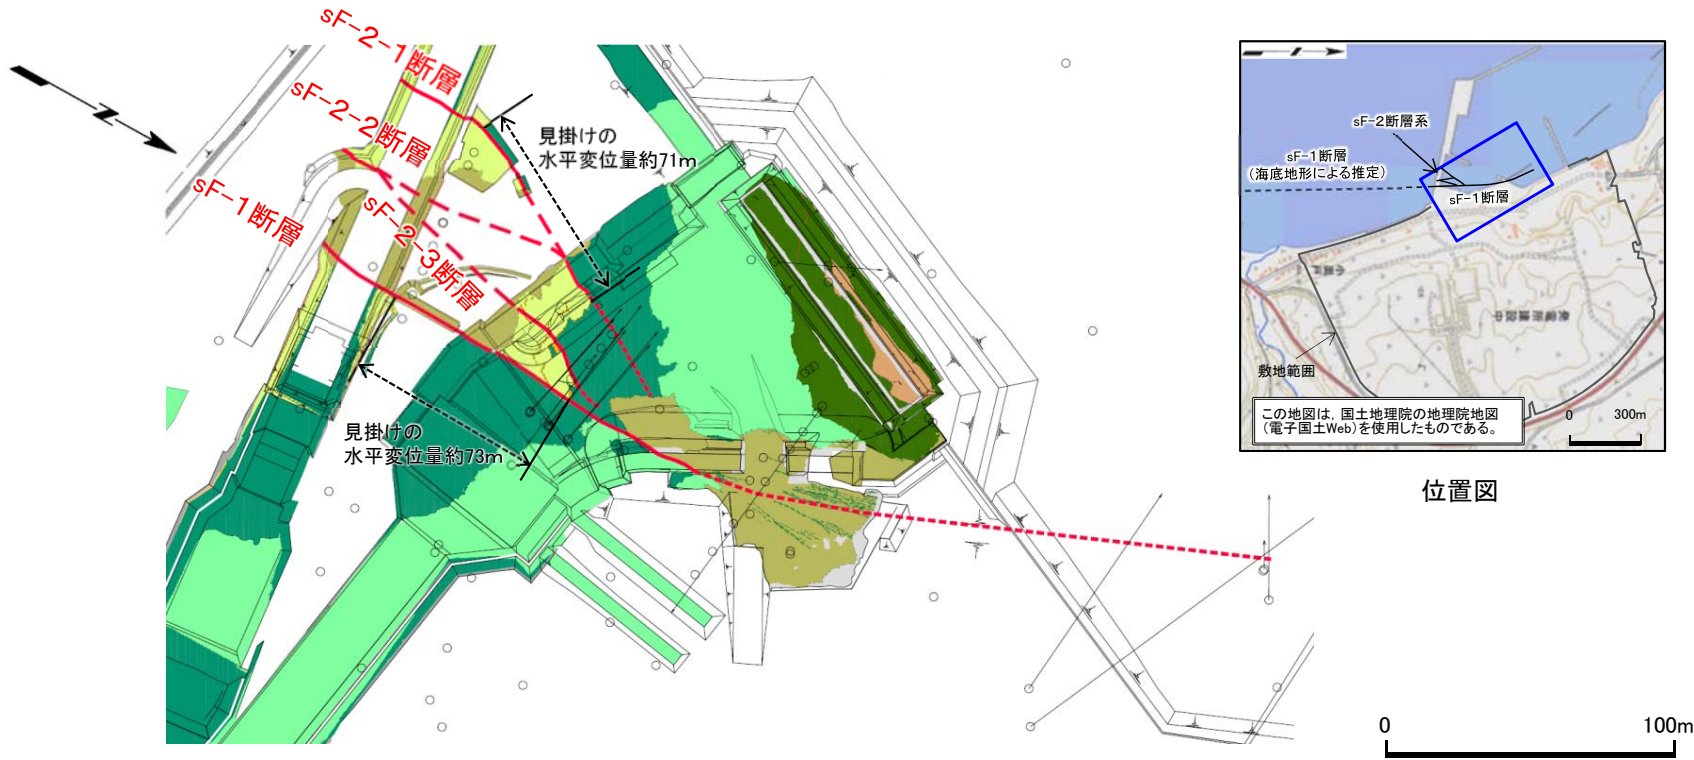 sF-2-1断層
sF-2-2断層
sF-1断層
sF-2-3断層
見掛けの
水平変位量約71m
見掛けの
水平変位量約73m
sF-2断層系
sF-1断層
(海底地形による推定)
sF-1断層
敷地範囲
この地図は，国土地理院の地理院地図
(電子国土Web)を使用したものである。
0 300m
位置図
0 100m